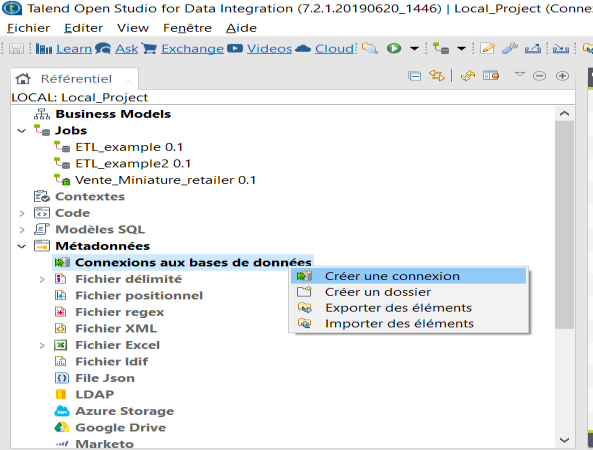 Talend Open Studio for Data Integration (7.2.1.20190620_1446) | Local_Project (Conne
Fichier Editer View Fenêtre Aide
Learn Ask Exchange Videos Cloud
Référentiel
LOCAL: Local_Project
Business Models
Jobs
ETL_example 0.1
ETL_example2 0.1
Vente_Miniature_retailer 0.1
Contextes
Code
Modèles SQL
Métadonnées
Connexions aux bases de données
Créer une connexion
Fichier délimité
Créer un dossier
Fichier positionnel
Exporter des éléments
Fichier regex
Importer des éléments
Fichier XML
Fichier Excel
Fichier ldif
File Json
LDAP
Azure Storage
Google Drive
Marketo